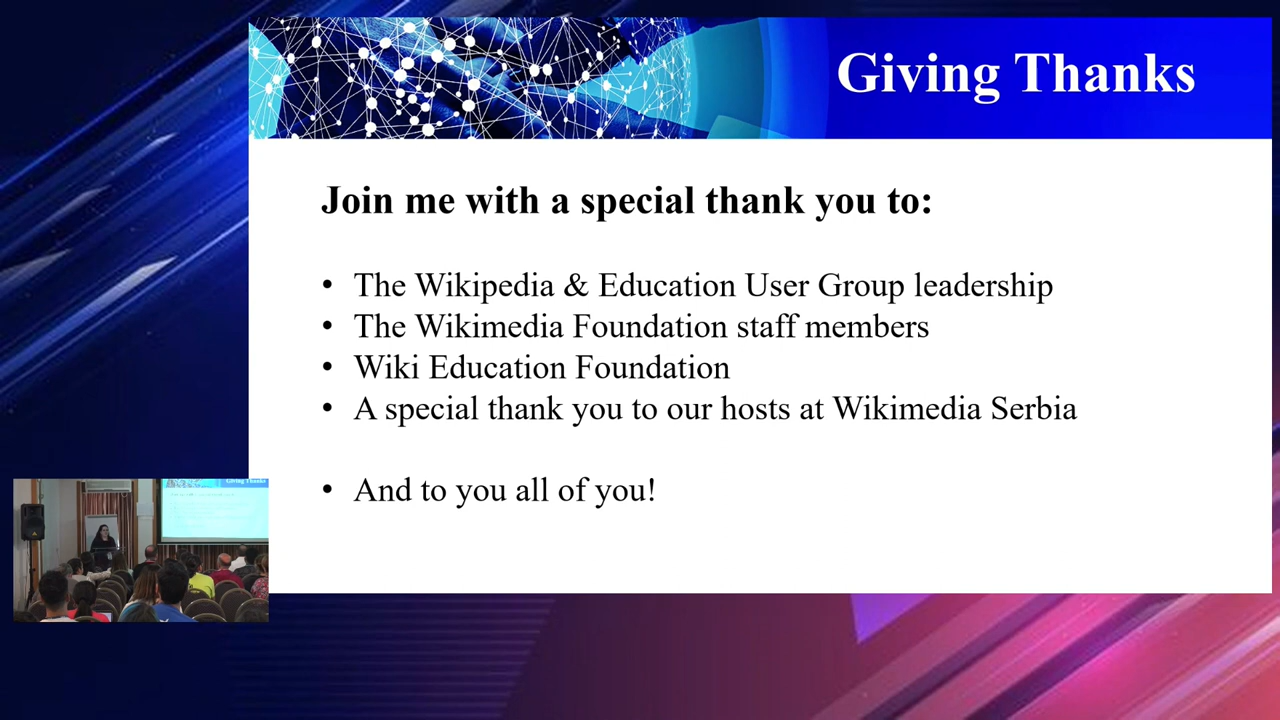 Giving Thanks
Join me with a special thank you to:
• The Wikipedia & Education User Group leadership
• The Wikimedia Foundation staff members
• Wiki Education Foundation
• A special thank you to our hosts at Wikimedia Serbia
• And to you all of you!
Giving Thanks